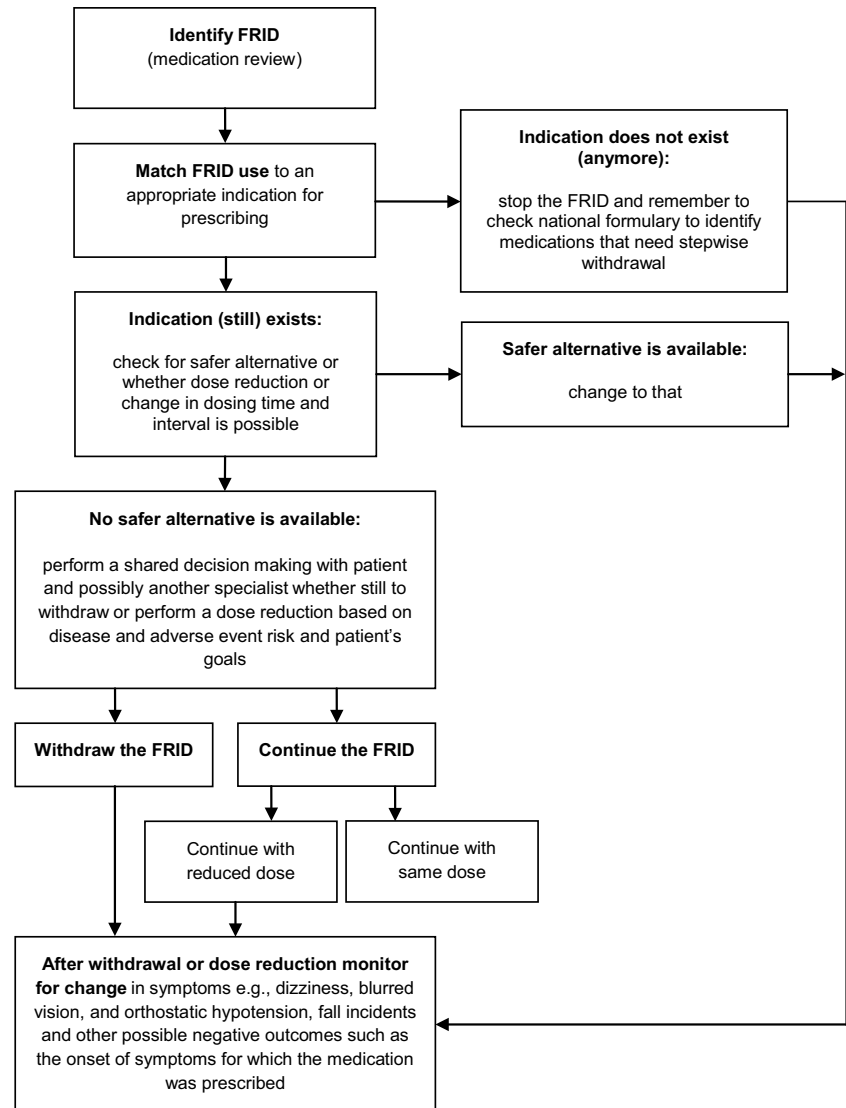 Identify FRID
(medication review)
Match FRID use to an
appropriate indication for
prescribing
Indication does not exist
(anymore):
stop the FRID and remember to
check national formulary to identify
medications that need stepwise
withdrawal
Indication (still) exists:
check for safer alternative or
whether dose reduction or
change in dosing time and
interval is possible
Safer alternative is available:
change to that
No safer alternative is available:
perform a shared decision making with patient
and possibly another specialist whether still to
withdraw or perform a dose reduction based on
disease and adverse event risk and patient's
goals
Withdraw the FRID
Continue the FRID
Continue with
reduced dose
Continue with
same dose
After withdrawal or dose reduction monitor
for change in symptoms e.g., dizziness, blurred
vision, and orthostatic hypotension, fall incidents
and other possible negative outcomes such as
the onset of symptoms for which the medication
was prescribed